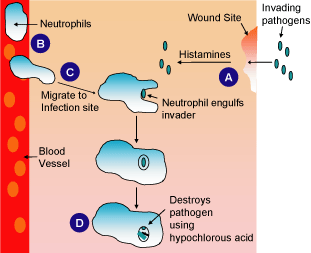 Neutrophils
B
Wound Site
Invading
pathogens
Histamines
A
C
Migrate to
Infection site
Neutrophil engulfs
invader
Blood
Vessel
D
Destroys
pathogen
using
hypochlorous acid